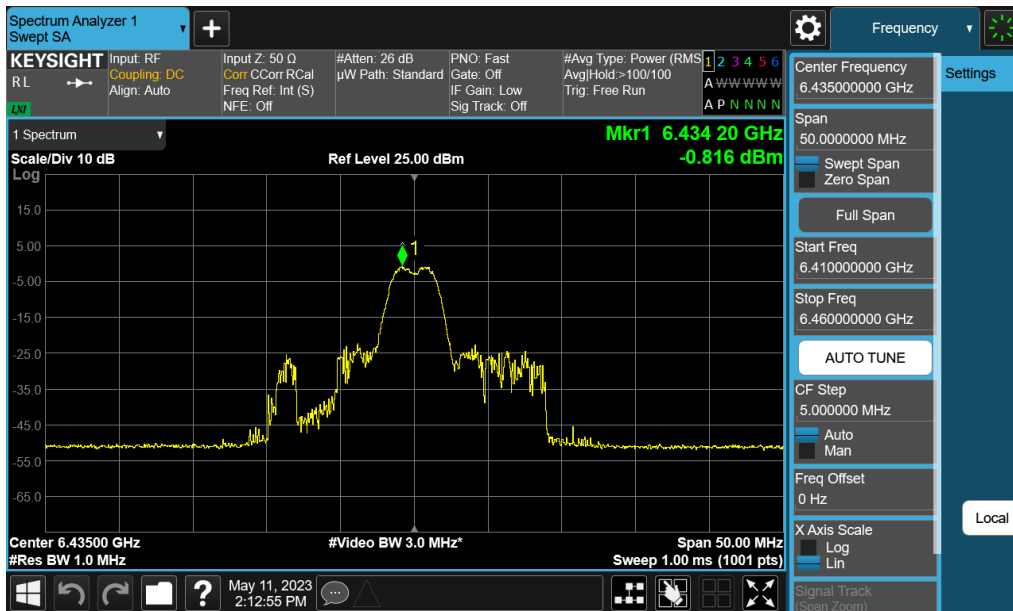 Spectrum Analyzer 1
Swept SA
+
Frequency
KEYSIGHT
RL
LXI
Input: RF
Coupling: DC
Align: Auto
Input Z: 50 Ω
Corr CCorr RCal
Freq Ref: Int (S)
NFE: Off
#Atten: 26 dB
µW Path: Standard
PNO: Fast
Gate: Off
IF Gain: Low
Sig Track: Off
#Avg Type: Power (RMS
Avg|Hold:>100/100
Trig: Free Run
1 2 3 4 5 6
A W W W W W
A P N N N N
1 Spectrum
Scale/Div 10 dB
Log
Ref Level 25.00 dBm
Mkr1 6.434 20 GHz
-0.816 dBm
15.0
5.00
-5.00
-15.0
-25.0
-35.0
-45.0
-55.0
-65.0
1
Center 6.43500 GHz
#Res BW 1.0 MHz
#Video BW 3.0 MHz*
Span 50.00 MHz
Sweep 1.00 ms (1001 pts)
Center Frequency
6.435000000 GHz
Span
50.0000000 MHz
Swept Span
Zero Span
Full Span
Start Freq
6.410000000 GHz
Stop Freq
6.460000000 GHz
AUTO TUNE
CF Step
5.000000 MHz
Auto
Man
Freq Offset
0 Hz
X Axis Scale
Log
Lin
Signal Track
(Span Zoom)
Settings
Local
?
May 11, 2023
2:12:55 PM